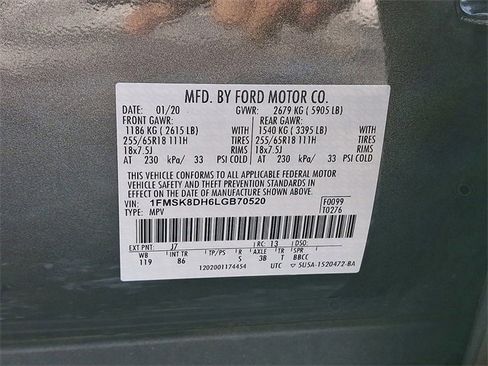 MFD. BY FORD MOTOR CO.
DATE: 01/20 GVWR: 2679 KG ( 5905 LB)
FRONT GAWR: REAR GAWR:
1186 KG ( 2615 LB) WITH 1540 KG ( 3395 LB) WITH
255/65R18 111H TIRES 255/65R18 111H TIRES
18x7.5J RIMS 18x7.5J RIMS
AT 230 kPa/ 33 PSI COLD AT 230 kPa/ 33 PSI COLD
THIS VEHICLE CONFORMS TO ALL APPLICABLE FEDERAL MOTOR
VEHICLE SAFETY AND THEFT PREVENTION STANDARDS IN
EFFECT ON THE DATE OF MANUFACTURE SHOWN ABOVE.
VIN: 1FMSK8DH6LGB70520 F0099
TYPE: MPV T0276
EXT PNT: J7 RC: 13 DSO:
WB INT TR TP/PS R AXLE TR SPR
119 86 5 3B T BBCC
1202001174454 UTC 5U5A-1520472-BA